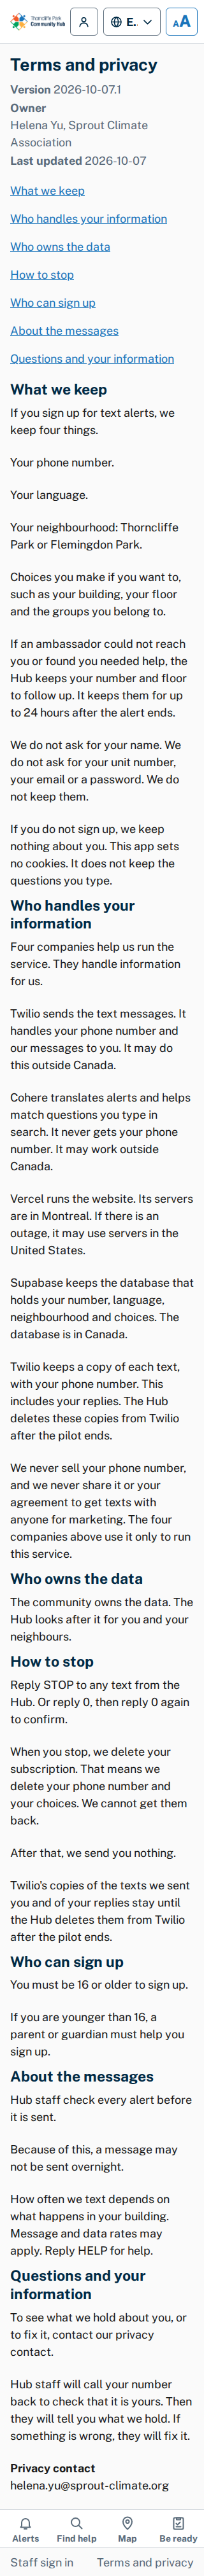 Thorncliffe Park
Community Hub
E.
AA
Terms and privacy
Version 2026-10-07.1
Owner
Helena Yu, Sprout Climate
Association
Last updated 2026-10-07
What we keep
Who handles your information
Who owns the data
How to stop
Who can sign up
About the messages
Questions and your information
What we keep
If you sign up for text alerts, we
keep four things.
Your phone number.
Your language.
Your neighbourhood: Thorncliffe
Park or Flemingdon Park.
Choices you make if you want to,
such as your building, your floor
and the groups you belong to.
If an ambassador could not reach
you or found you needed help, the
Hub keeps your number and floor
to follow up. It keeps them for up
to 24 hours after the alert ends.
We do not ask for your name. We
do not ask for your unit number,
your email or a password. We do
not keep them.
If you do not sign up, we keep
nothing about you. This app sets
no cookies. It does not keep the
questions you type.
Who handles your
information
Four companies help us run the
service. They handle information
for us.
Twilio sends the text messages. It
handles your phone number and
our messages to you. It may do
this outside Canada.
Cohere translates alerts and helps
match questions you type in
search. It never gets your phone
number. It may work outside
Canada.
Vercel runs the website. Its servers
are in Montreal. If there is an
outage, it may use servers in the
United States.
Supabase keeps the database that
holds your number, language,
neighbourhood and choices. The
database is in Canada.
Twilio keeps a copy of each text,
with your phone number. This
includes your replies. The Hub
deletes these copies from Twilio
after the pilot ends.
We never sell your phone number,
and we never share it or your
agreement to get texts with
anyone for marketing. The four
companies above use it only to run
this service.
Who owns the data
The community owns the data. The
Hub looks after it for you and your
neighbours.
How to stop
Reply STOP to any text from the
Hub. Or reply 0, then reply 0 again
to confirm.
When you stop, we delete your
subscription. That means we
delete your phone number and
your choices. We cannot get them
back.
After that, we send you nothing.
Twilio's copies of the texts we sent
you and of your replies stay until
the Hub deletes them from Twilio
after the pilot ends.
Who can sign up
You must be 16 or older to sign up.
If you are younger than 16, a
parent or guardian must help you
sign up.
About the messages
Hub staff check every alert before
it is sent.
Because of this, a message may
not be sent overnight.
How often we text depends on
what happens in your building.
Message and data rates may
apply. Reply HELP for help.
Questions and your
information
To see what we hold about you, or
to fix it, contact our privacy
contact.
Hub staff will call your number
back to check that it is yours. Then
they will tell you what we hold. If
something is wrong, they will fix it.
Privacy contact
helena.yu@sprout-climate.org
Alerts Find help Map Be ready
Staff sign in Terms and privacy